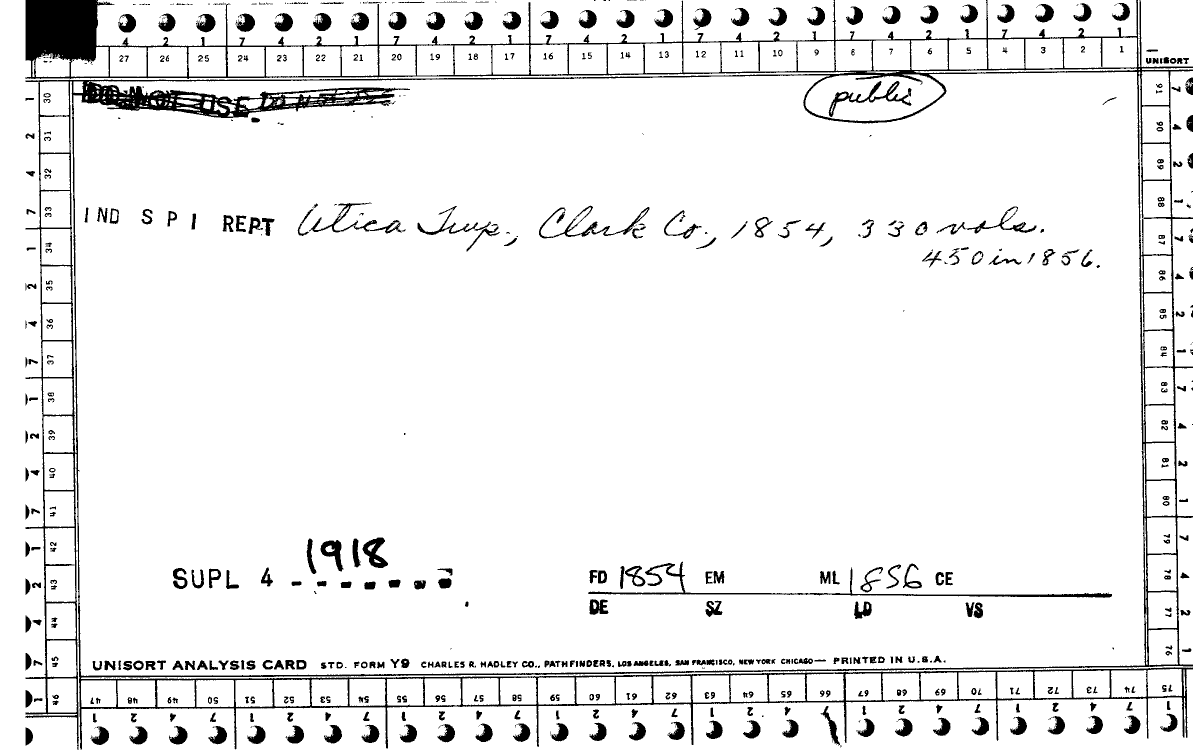 7 4 2 1 7 4 2 1 7 4 2 1 7 4 2 1 7 4 2 1 7 4 2 1
27 26 25 24 23 22 21 20 19 18 17 16 15 14 13 12 11 10 9 8 7 6 5 4 3 2 1
UNISORT
DO NOT USE. DO NOT USE
public
IND SPI REPT Utica Twp., Clark Co., 1854, 330 vols.
450 in 1856.
SUPL 4 1918
FD 1854 EM ML 1856 CE
DE SZ LD VS
UNISORT ANALYSIS CARD STD. FORM Y9 CHARLES R. HADLEY CO., PATHFINDERS, LOS ANGELES, SAN FRANCISCO, NEW YORK CHICAGO — PRINTED IN U.S.A.
30 31 32 33 34 35 36 37 38 39 40 41 42 43 44 45 46
91 90 89 88 87 86 85 84 83 82 81 80 79 78 77 76
47 48 49 50 51 52 53 54 55 56 57 58 59 60 61 62 63 64 65 66 67 68 69 70 71 72 73 74 75